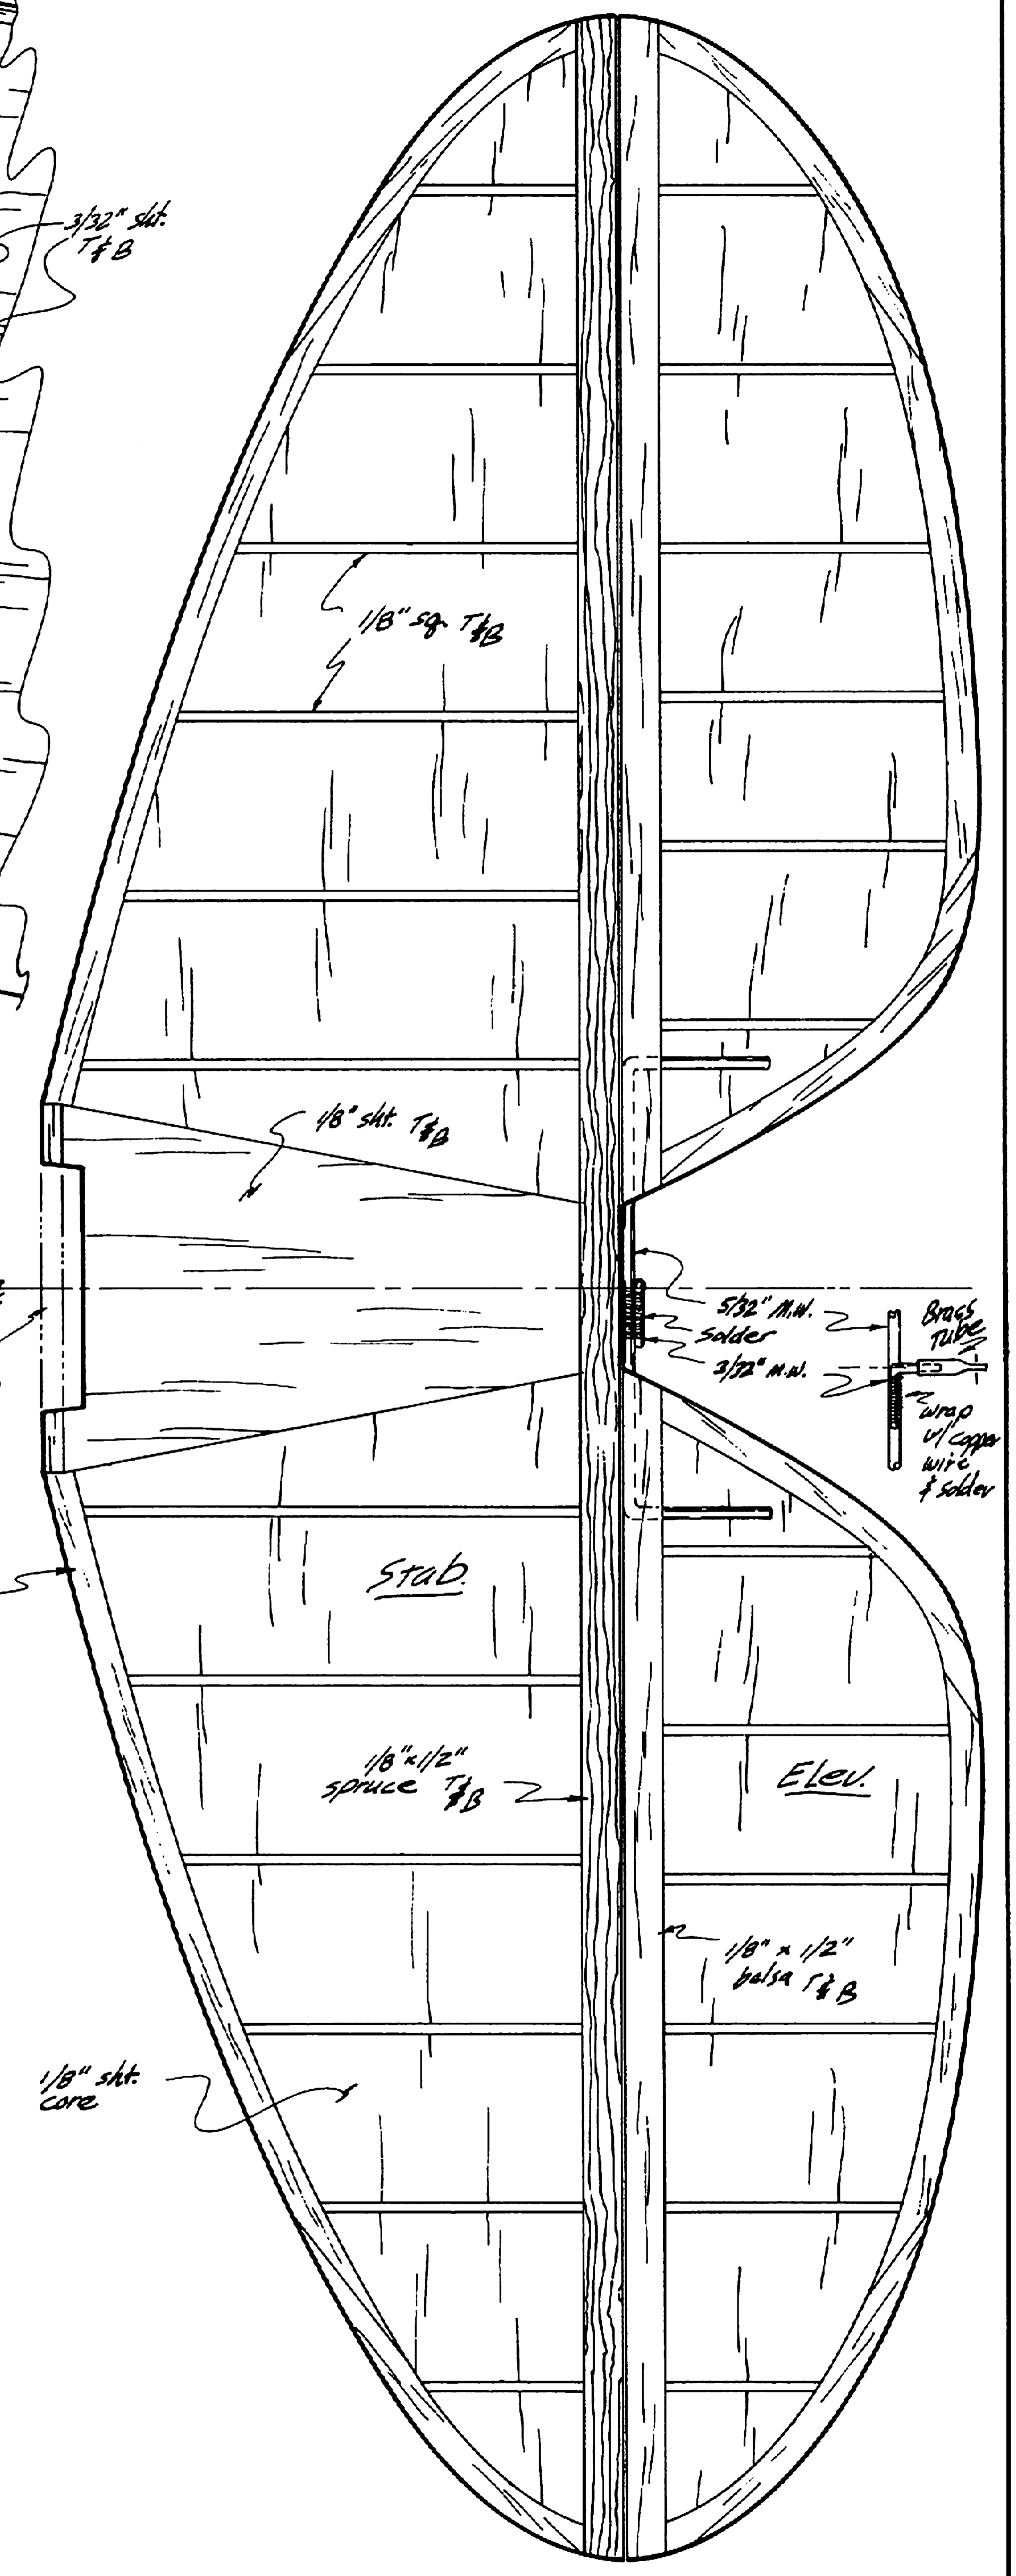 3/32" sht.
T&B
1/8" sq. T&B
1/8" sht. T&B
5/32" M.W.
Solder
3/32" M.W.
Brass
Tube
wrap
w/ copper
wire
& solder
Stab.
1/8"x1/2"
spruce T&B
Elev.
1/8" x 1/2"
balsa T&B
1/8" sht.
core